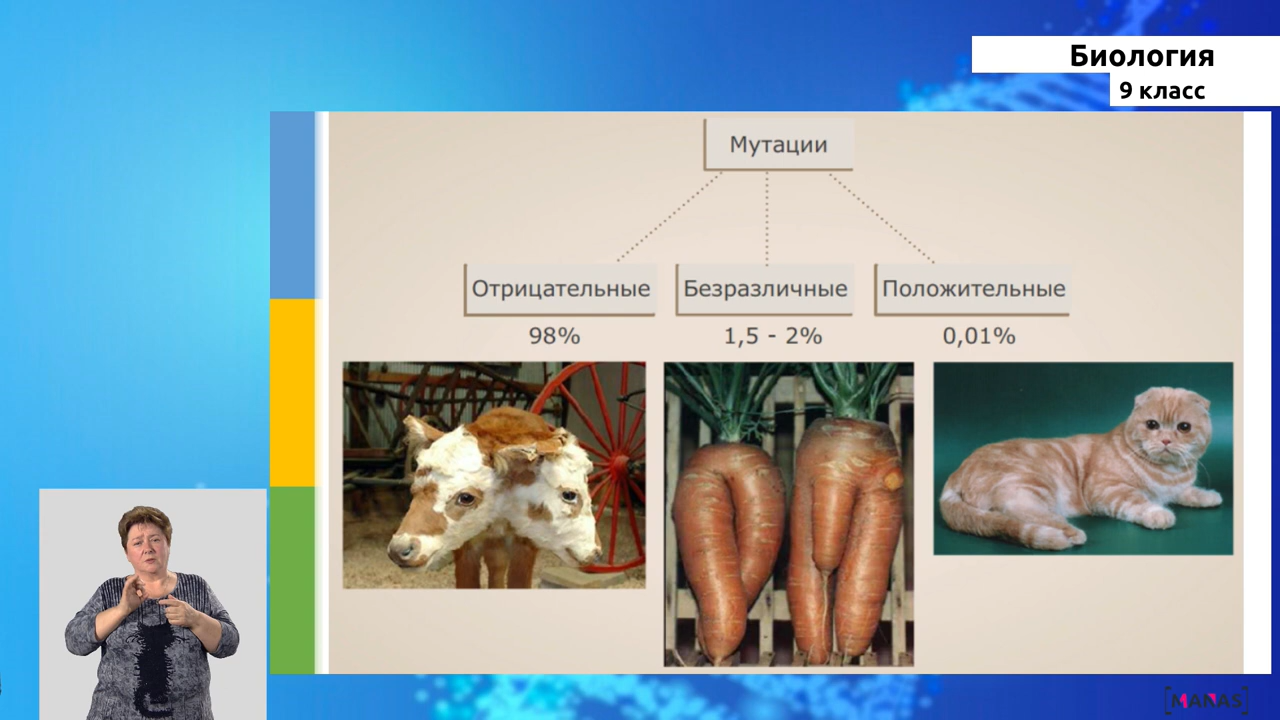 Биология
9 класс
Мутации
Отрицательные
Безразличные
Положительные
98%
1,5 - 2%
0,01%
MANAS